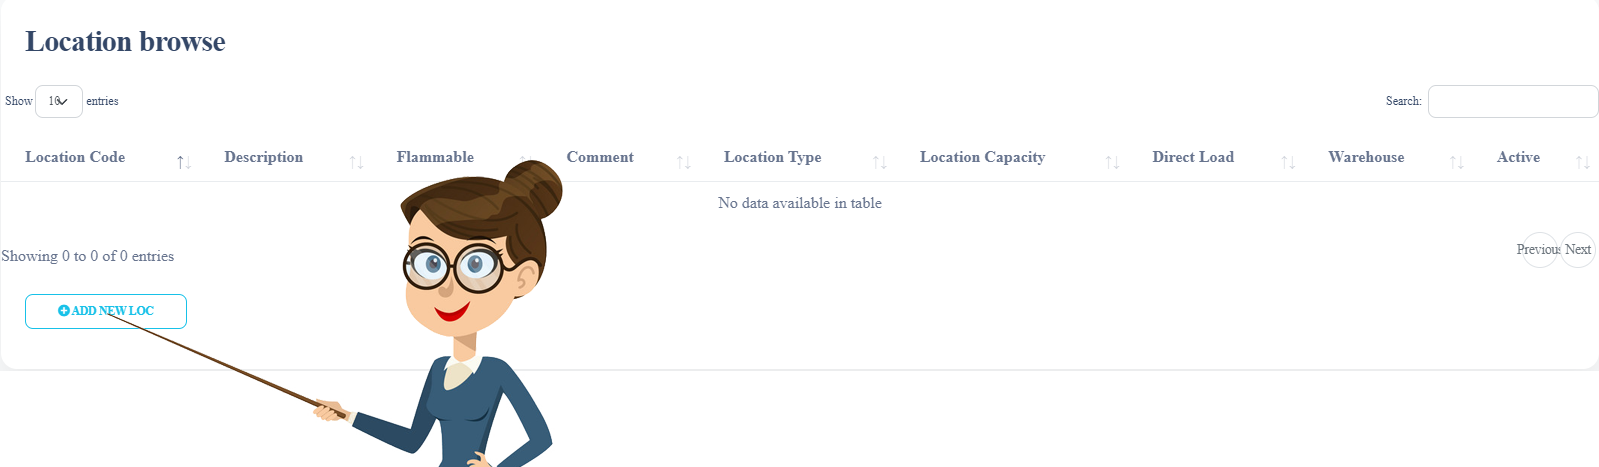 Location browse
Show 10 entries
Search:
Location Code Description Flammable Comment Location Type Location Capacity Direct Load Warehouse Active
No data available in table
Showing 0 to 0 of 0 entries
Previous Next
ADD NEW LOC